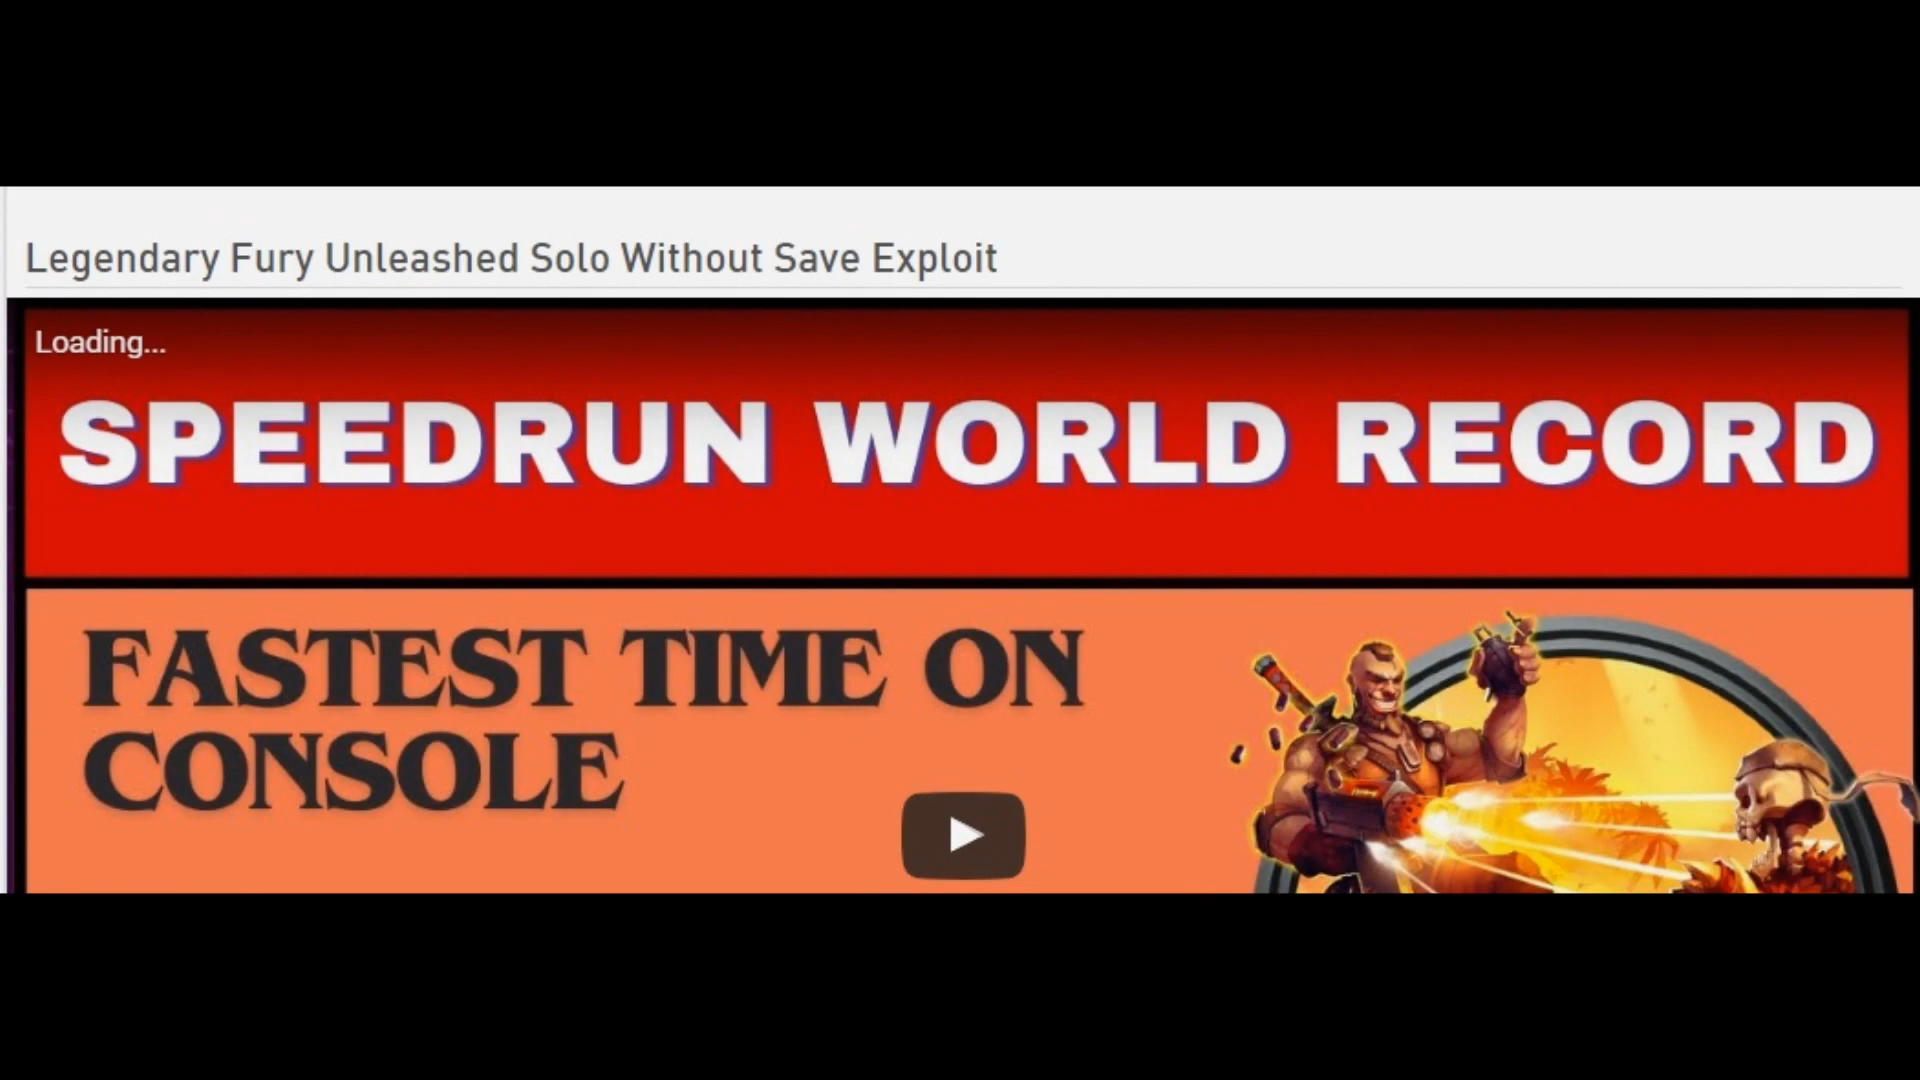 Legendary Fury Unleashed Solo Without Save Exploit
Loading...
SPEEDRUN WORLD RECORD
FASTEST TIME ON
CONSOLE